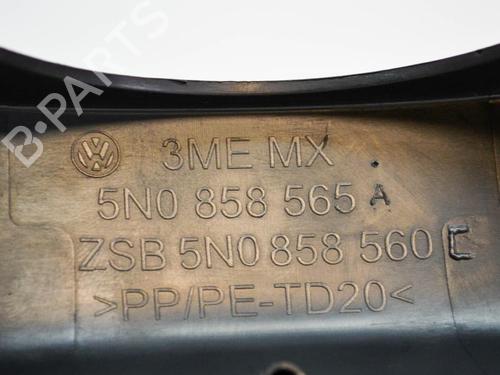 3ME MX
5N0 858 565 A
ZSB 5N0 858 560 C
>PP/PE-TD20<
B-PARTS